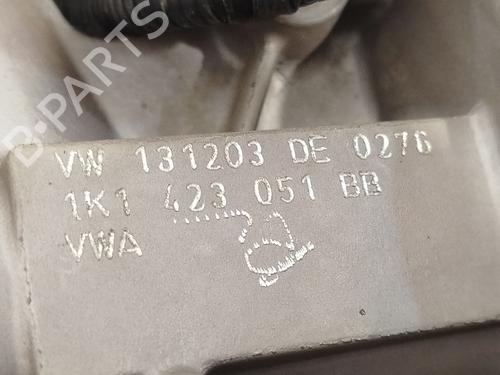 B-PARTS
VW 131203 DE 0276
1K1 423 051 BB
VWA